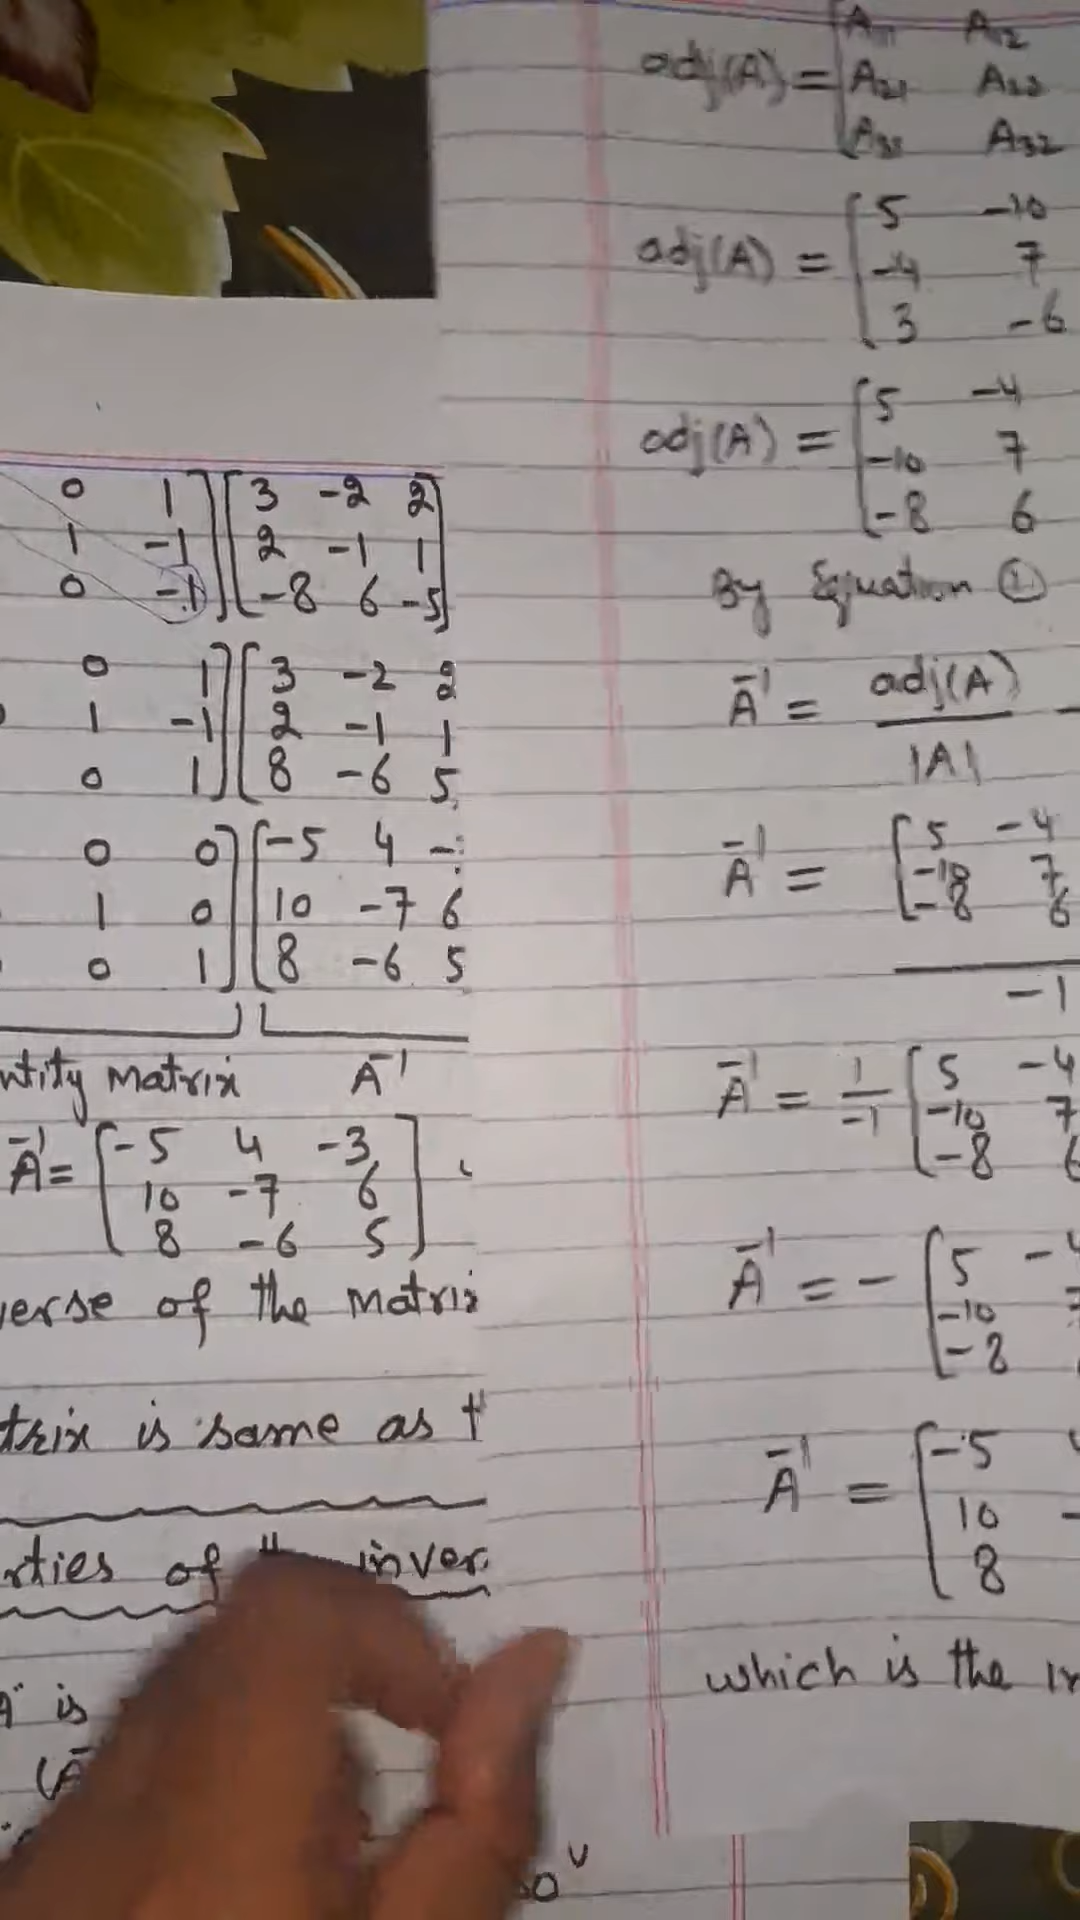 0 1][3 -2 2]
1 -1][2 -1 1
0 -1][-8 6 -5]
0 1][3 -2 2
1 -1][2 -1 1
0 1][8 -6 5
0 0][-5 4 -
1 0][10 -7 6
0 1][8 -6 5
ntity Matrix A⁻¹
A⁻¹ = [-5 4 -3]
10 -7 6
8 -6 5
verse of the Matrix
trix is same as t
rties of inver
A" is
(A
adj(A) = [A₁₁ A₁₂
A₂₁ A₂₂
A₃₁ A₃₂
adj(A) = [5 -10
-4 7
3 -6
adj(A) = [5 -4
-10 7
-8 6
By Equation ①
A⁻¹ = adj(A) -
|A|
A⁻¹ = [5 -4
-10 7
-8 6
-1
A⁻¹ = 1/-1 [5 -4
-10 7
-8 6
A⁻¹ = - [5 -4
-10
-8
A⁻¹ = [-5
10 -
8
which is the in